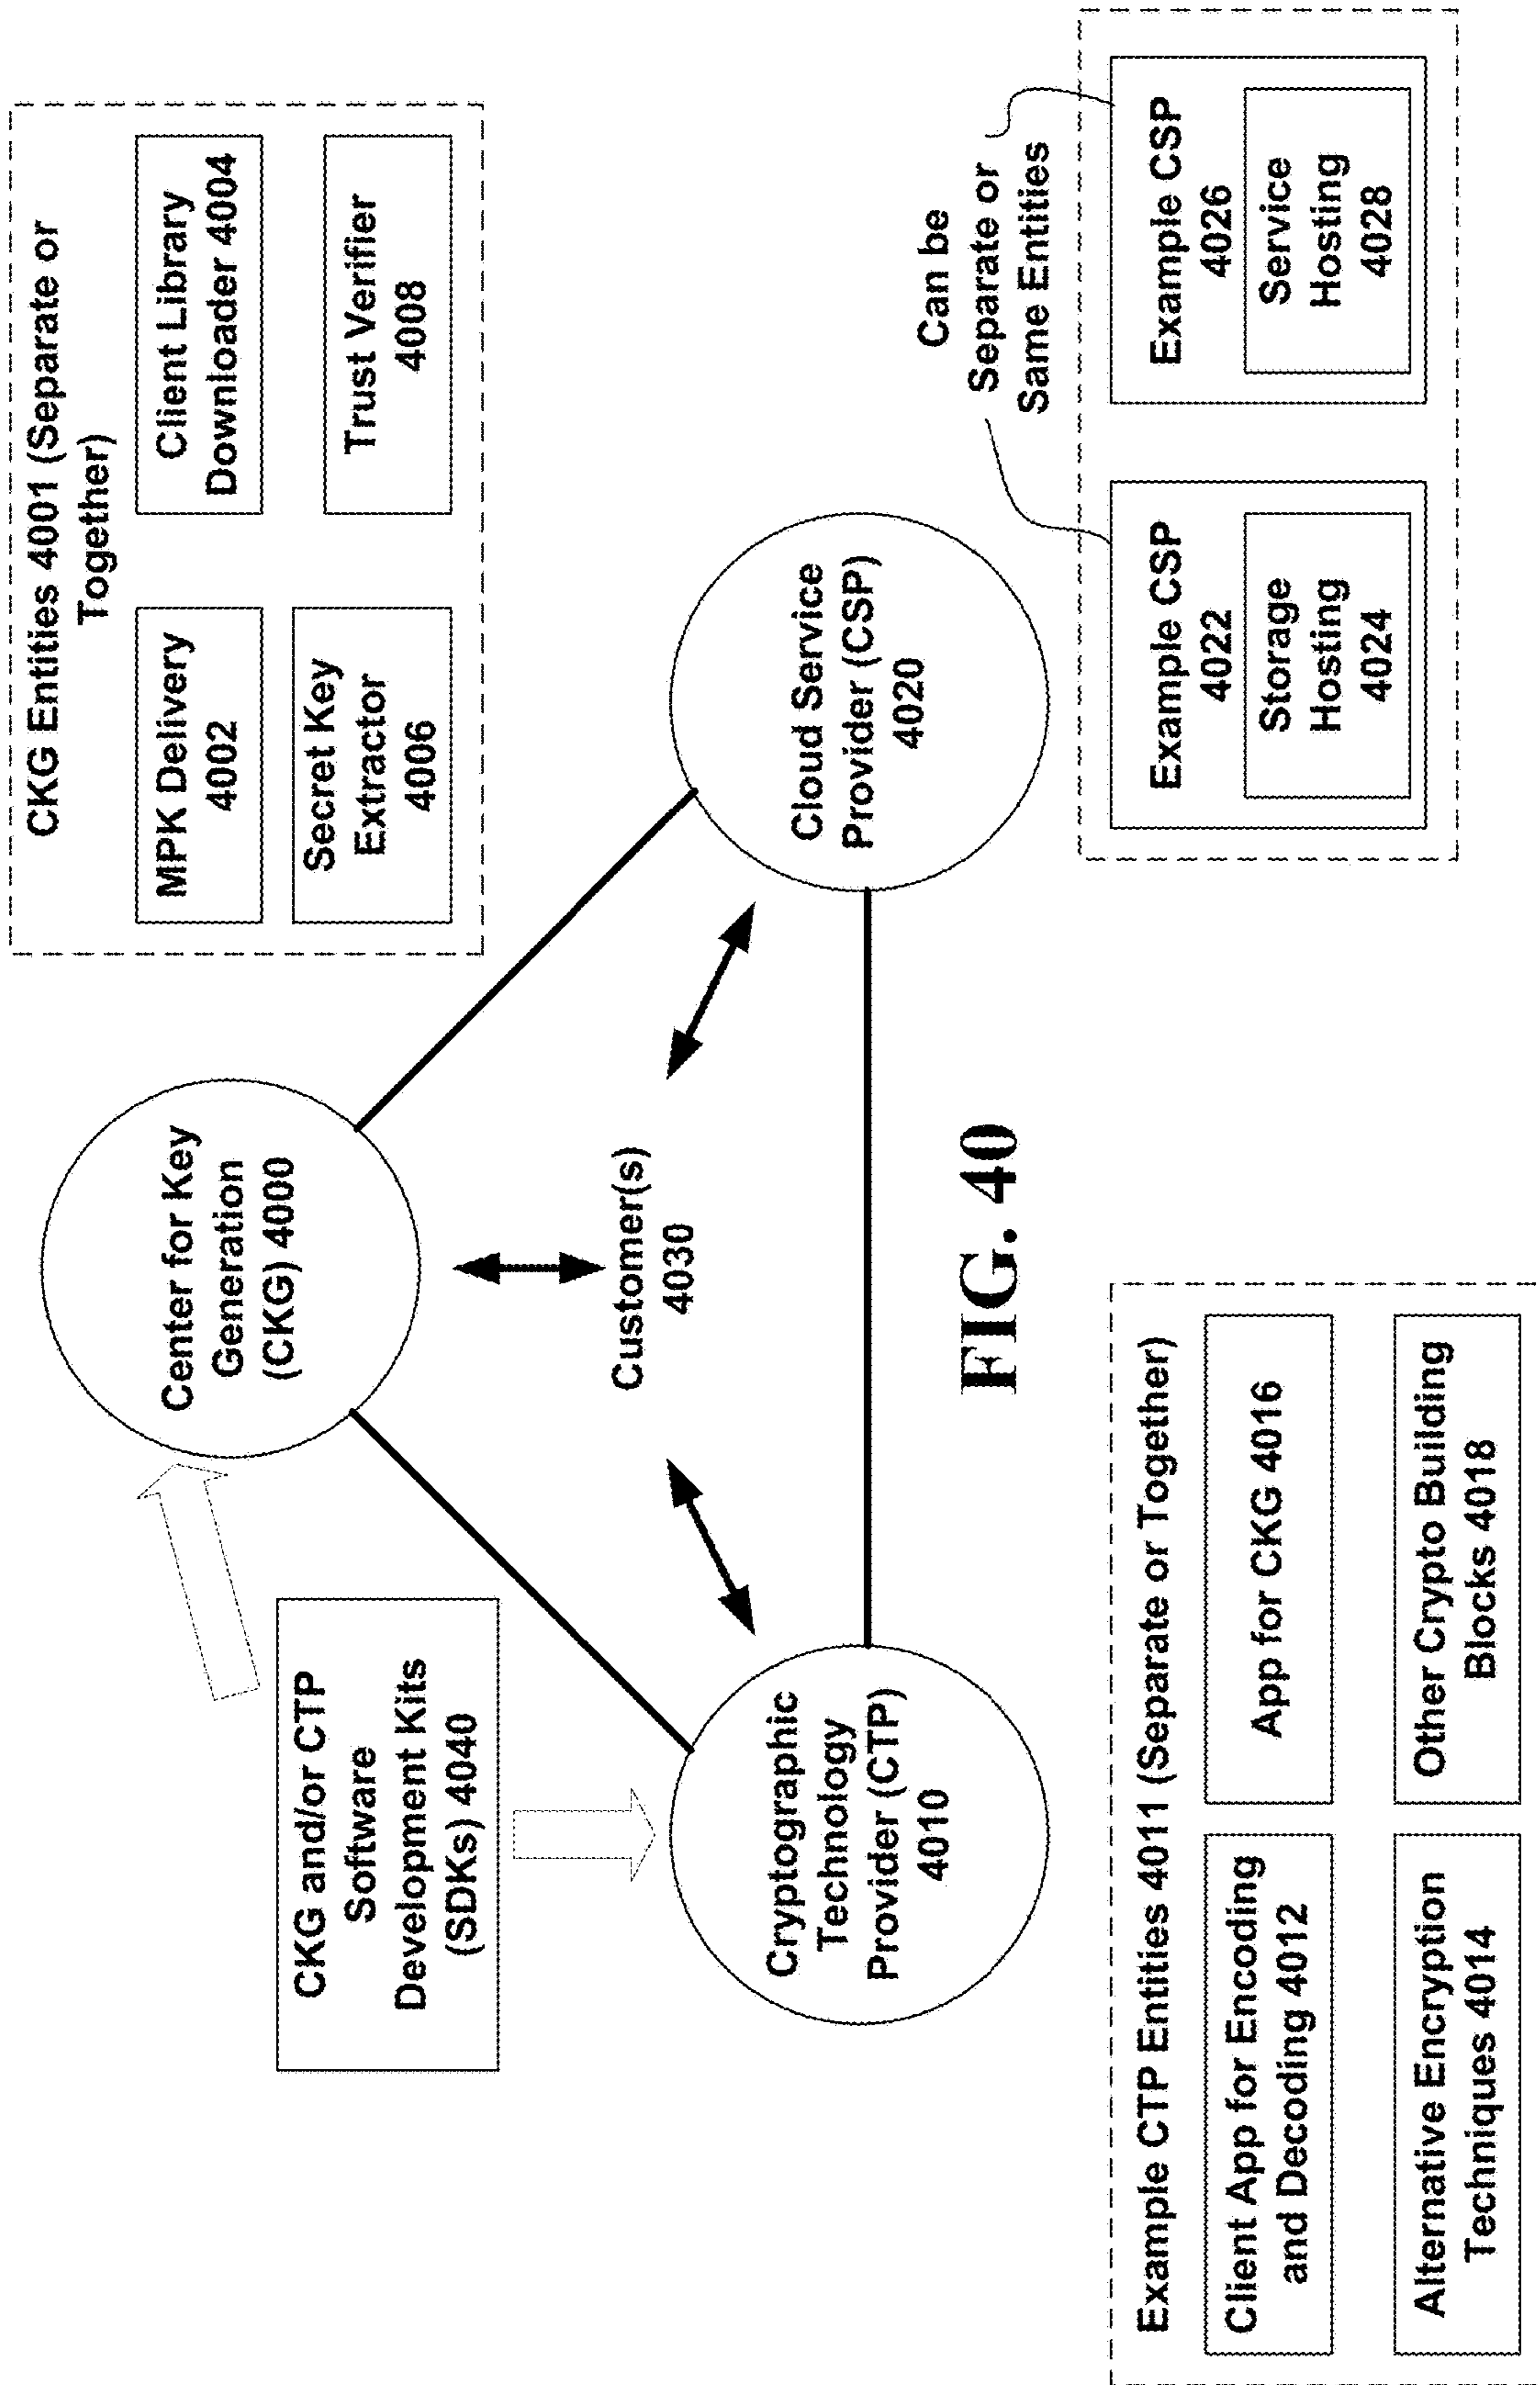 CKG Entities 4001 (Separate or
Together)
MPK Delivery
4002
Client Library
Downloader 4004
Secret Key
Extractor
4006
Trust Verifier
4008
Center for Key
Generation
(CKG) 4000
CKG and/or CTP
Software
Development Kits
(SDKs) 4040
Customer(s)
4030
Cryptographic
Technology
Provider (CTP)
4010
Cloud Service
Provider (CSP)
4020
Can be
Separate or
Same Entities
FIG. 40
Example CTP Entities 4011 (Separate or Together)
Client App for Encoding
and Decoding 4012
App for CKG 4016
Alternative Encryption
Techniques 4014
Other Crypto Building
Blocks 4018
Example CSP
4022
Storage
Hosting
4024
Example CSP
4026
Service
Hosting
4028